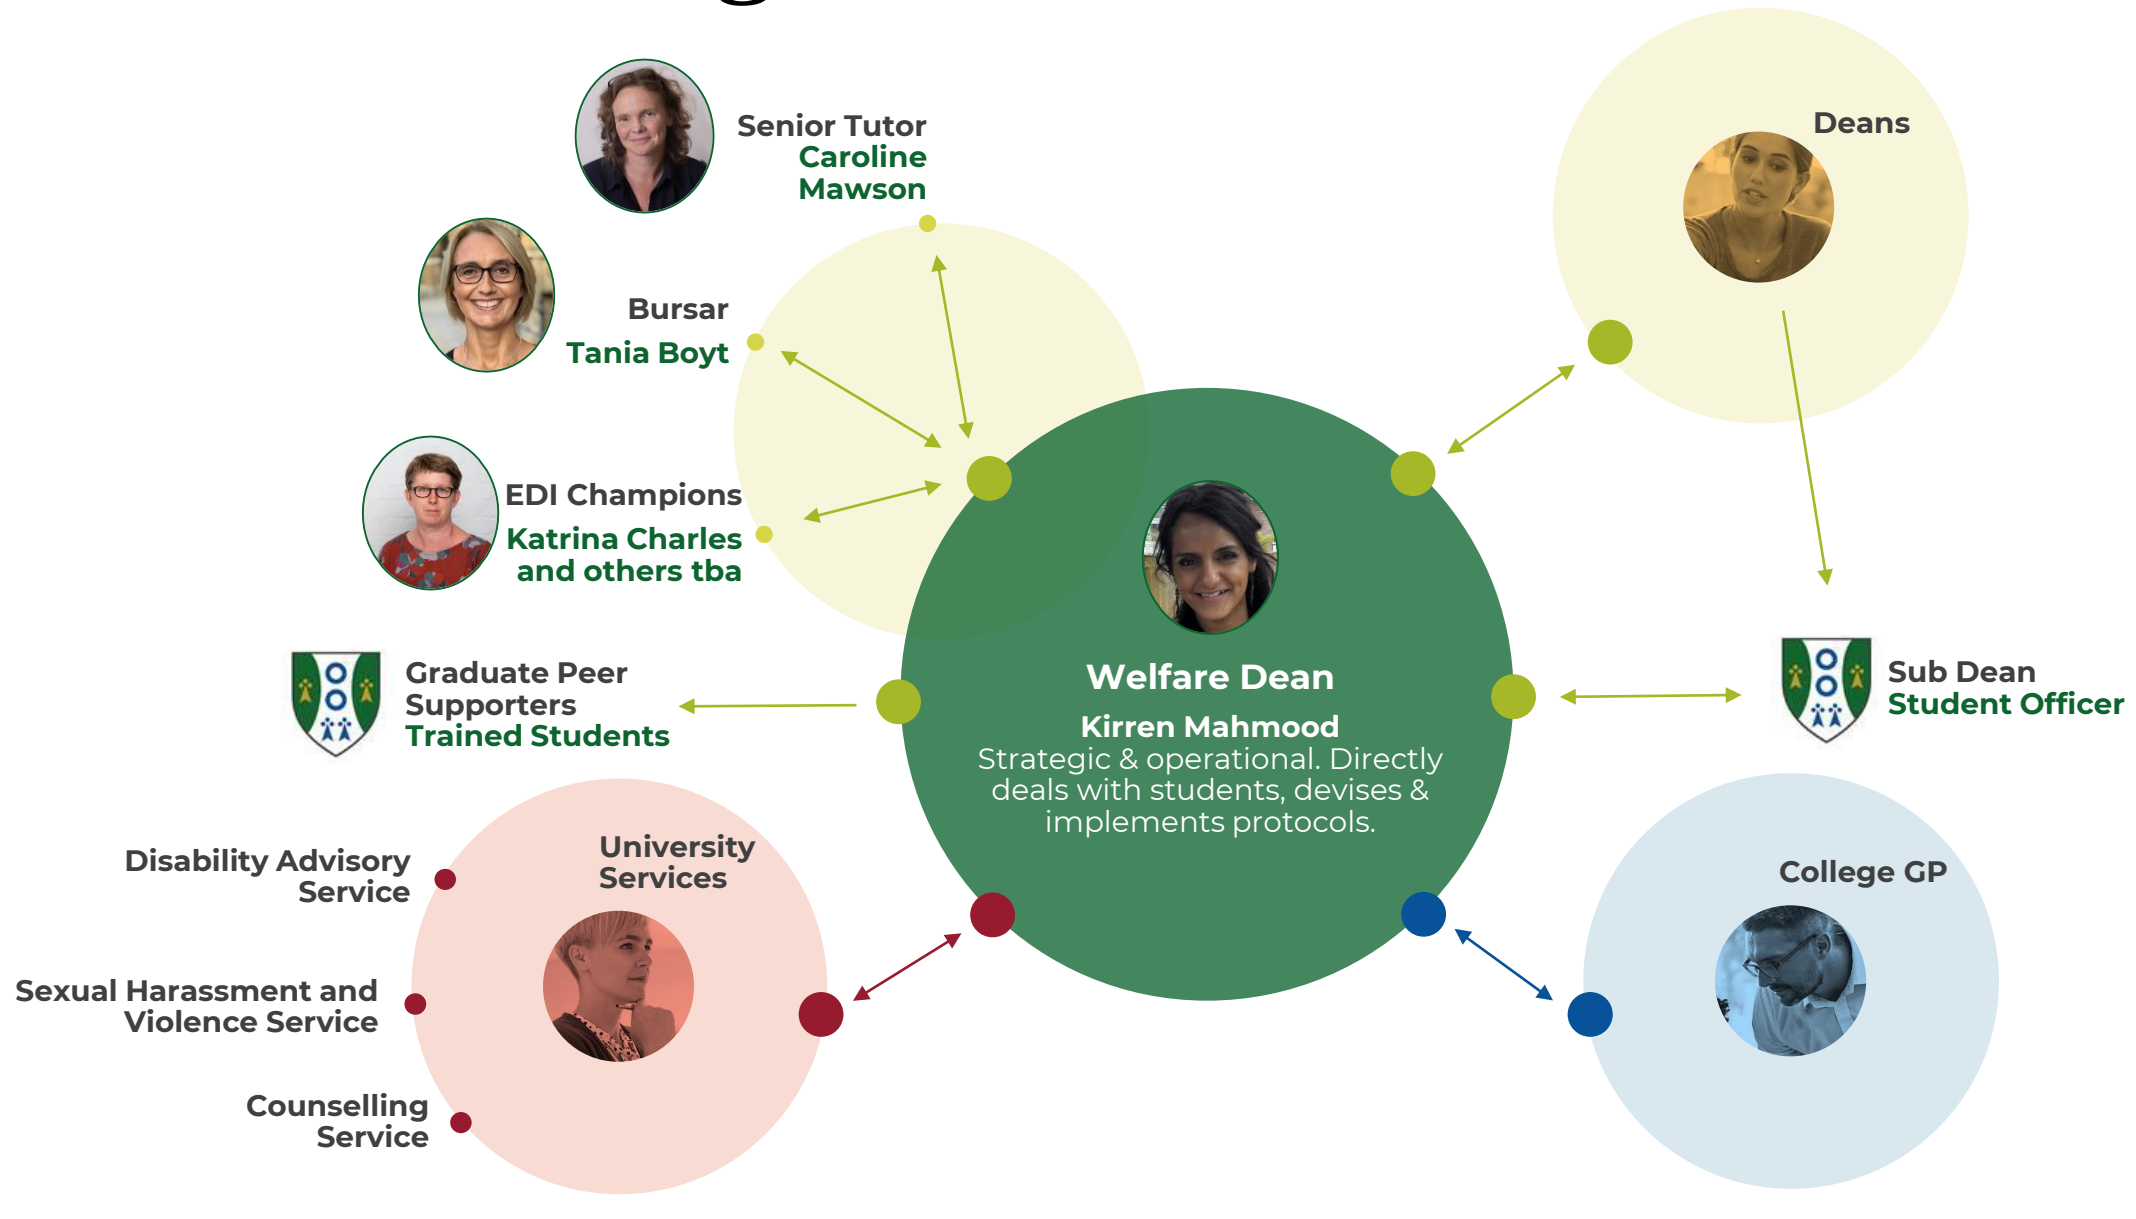 Senior Tutor
Caroline
Mawson
Deans
Bursar
Tania Boyt
EDI Champions
Katrina Charles
and others tba
Graduate Peer
Supporters
Trained Students
Welfare Dean
Kirren Mahmood
Strategic & operational. Directly
deals with students, devises &
implements protocols.
Sub Dean
Student Officer
University
Services
Disability Advisory
Service
Sexual Harassment and
Violence Service
Counselling
Service
College GP